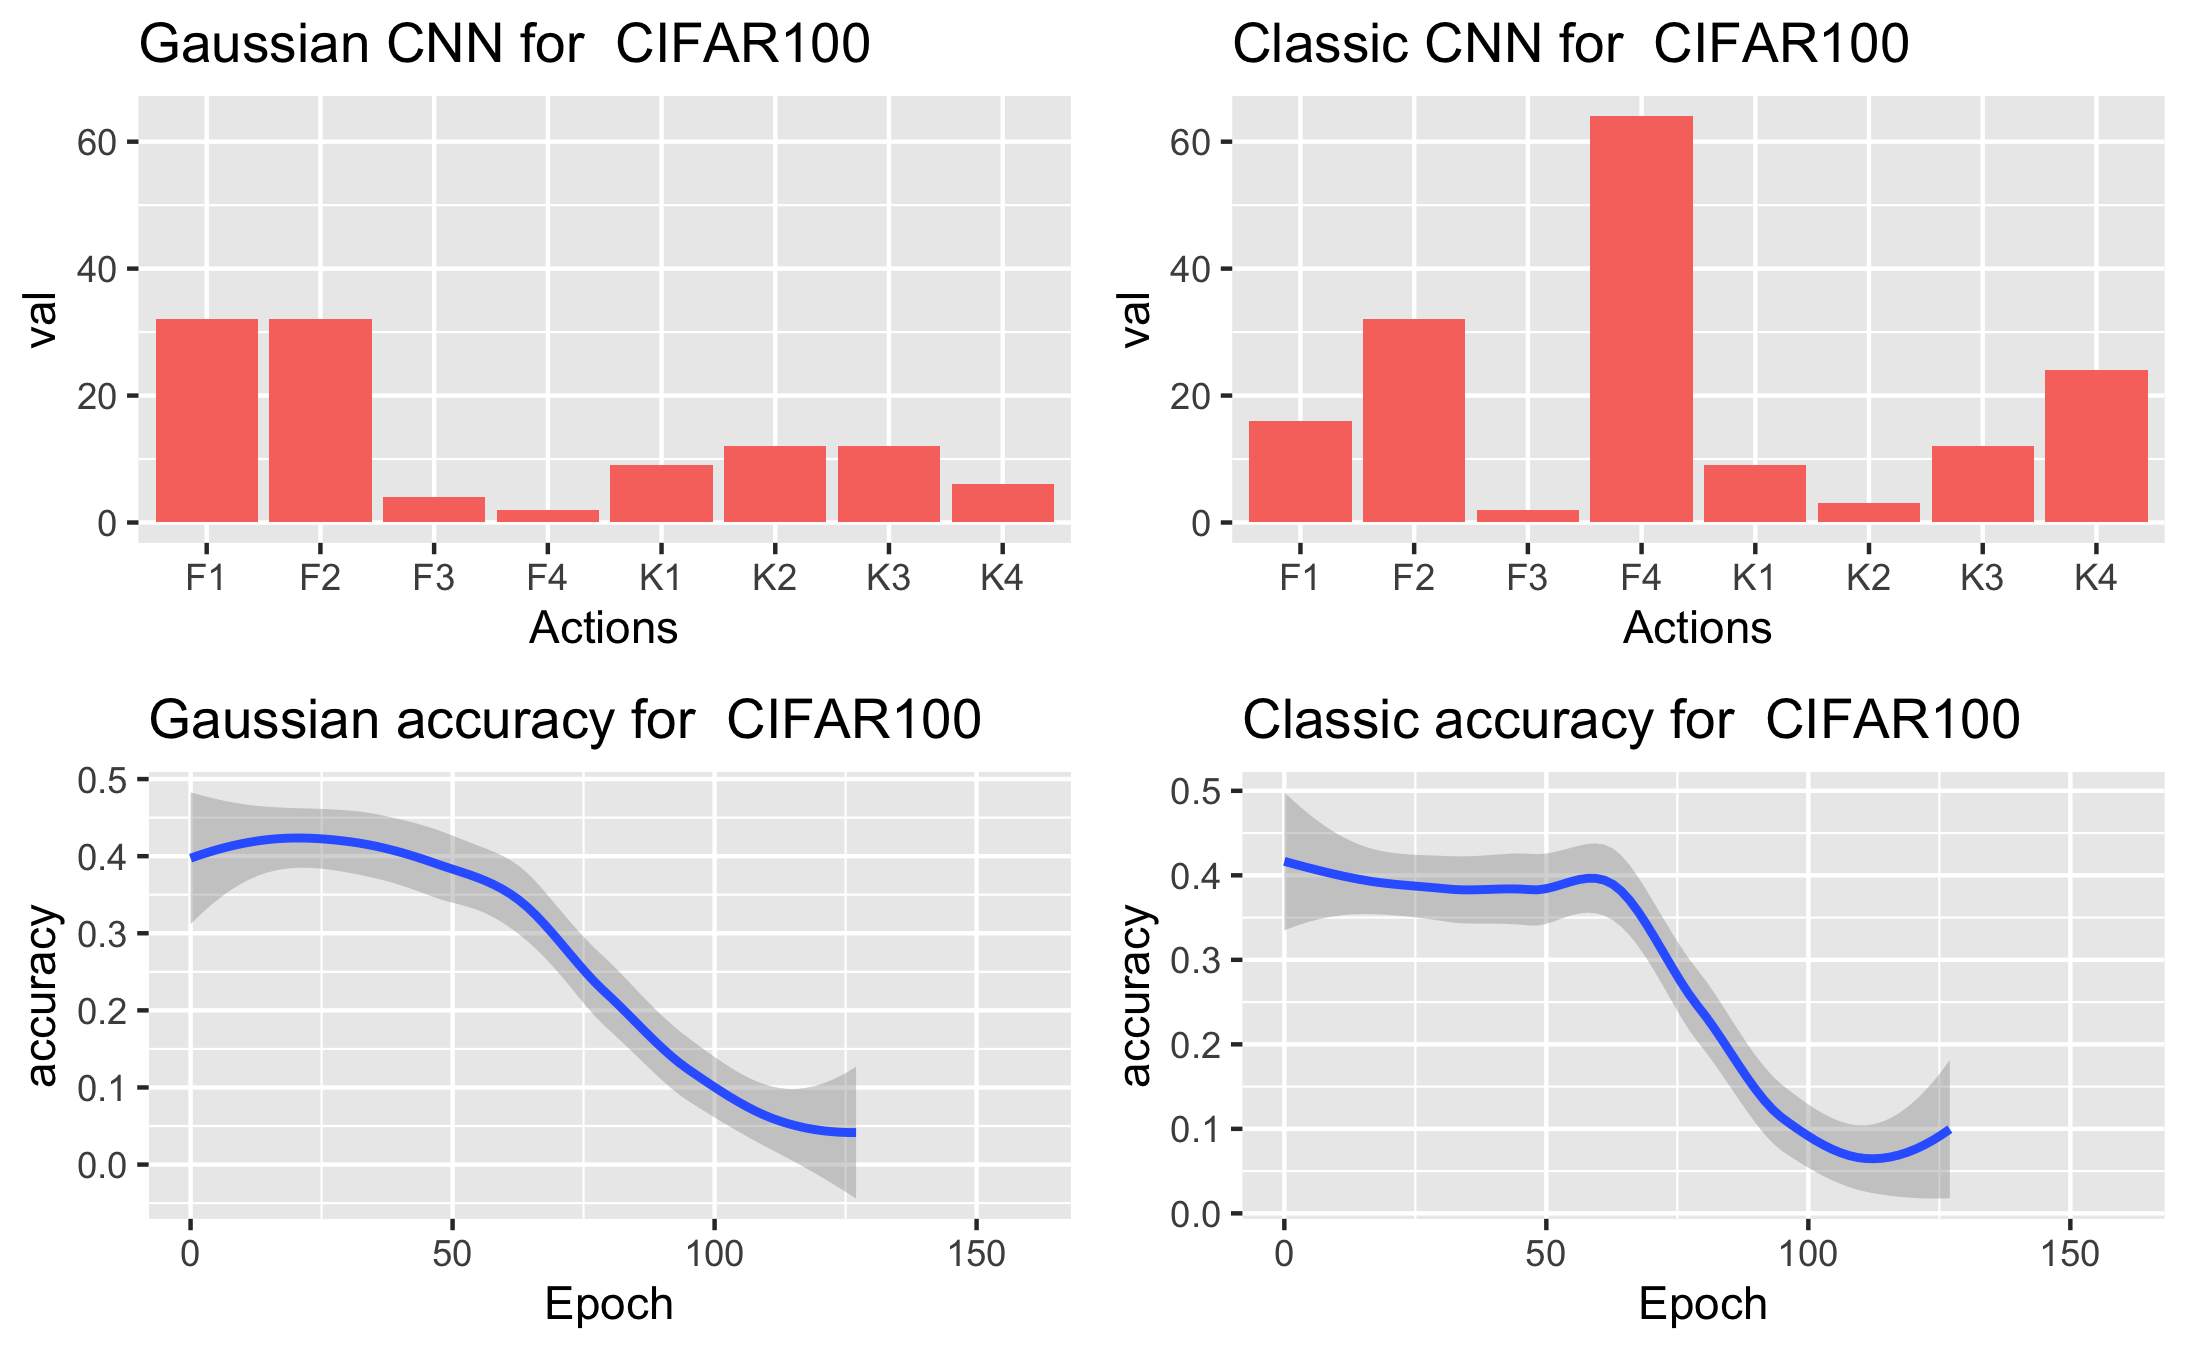 Gaussian CNN for  CIFAR100
60
40
20
0
val
F1 F2 F3 F4 K1 K2 K3 K4
Actions
Classic CNN for  CIFAR100
60
40
20
0
val
F1 F2 F3 F4 K1 K2 K3 K4
Actions
Gaussian accuracy for  CIFAR100
0.5
0.4
0.3
0.2
0.1
0.0
accuracy
0 50 100 150
Epoch
Classic accuracy for  CIFAR100
0.5
0.4
0.3
0.2
0.1
0.0
accuracy
0 50 100 150
Epoch